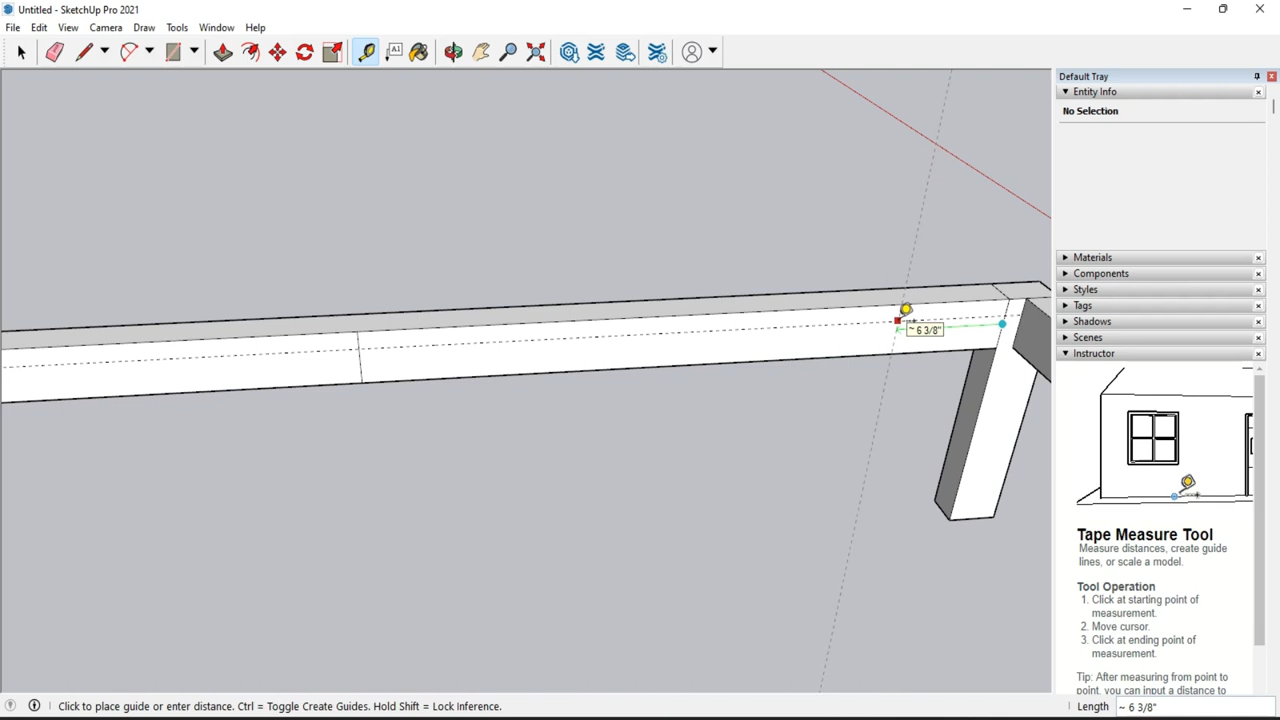 Untitled - SketchUp Pro 2021
File Edit View Camera Draw Tools Window Help
A1
Default Tray
Entity Info
No Selection
~ 6 3/8"
Materials
Components
Styles
Tags
Shadows
Scenes
Instructor
Tape Measure Tool
Measure distances, create guide
lines, or scale a model.
Tool Operation
1. Click at starting point of
measurement.
2. Move cursor.
3. Click at ending point of
measurement.
Tip: After measuring from point to
point, you can input a distance to
Click to place guide or enter distance. Ctrl = Toggle Create Guides. Hold Shift = Lock Inference.
Length ~ 6 3/8"